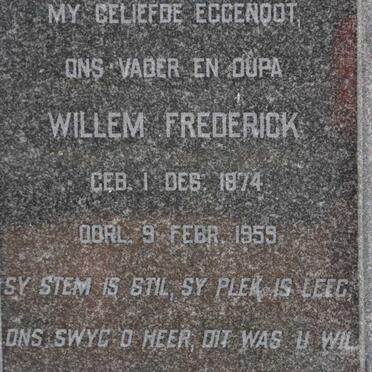 MY GELIEFDE EGGENOOT,
ONS VADER EN OUPA
WILLEM FREDERICK
GEB. 1 DES. 1874
OORL. 9 FEBR. 1959
SY STEM IS STIL, SY PLEK IS LEEG,
ONS SWYG O HEER, DIT WAS U WIL